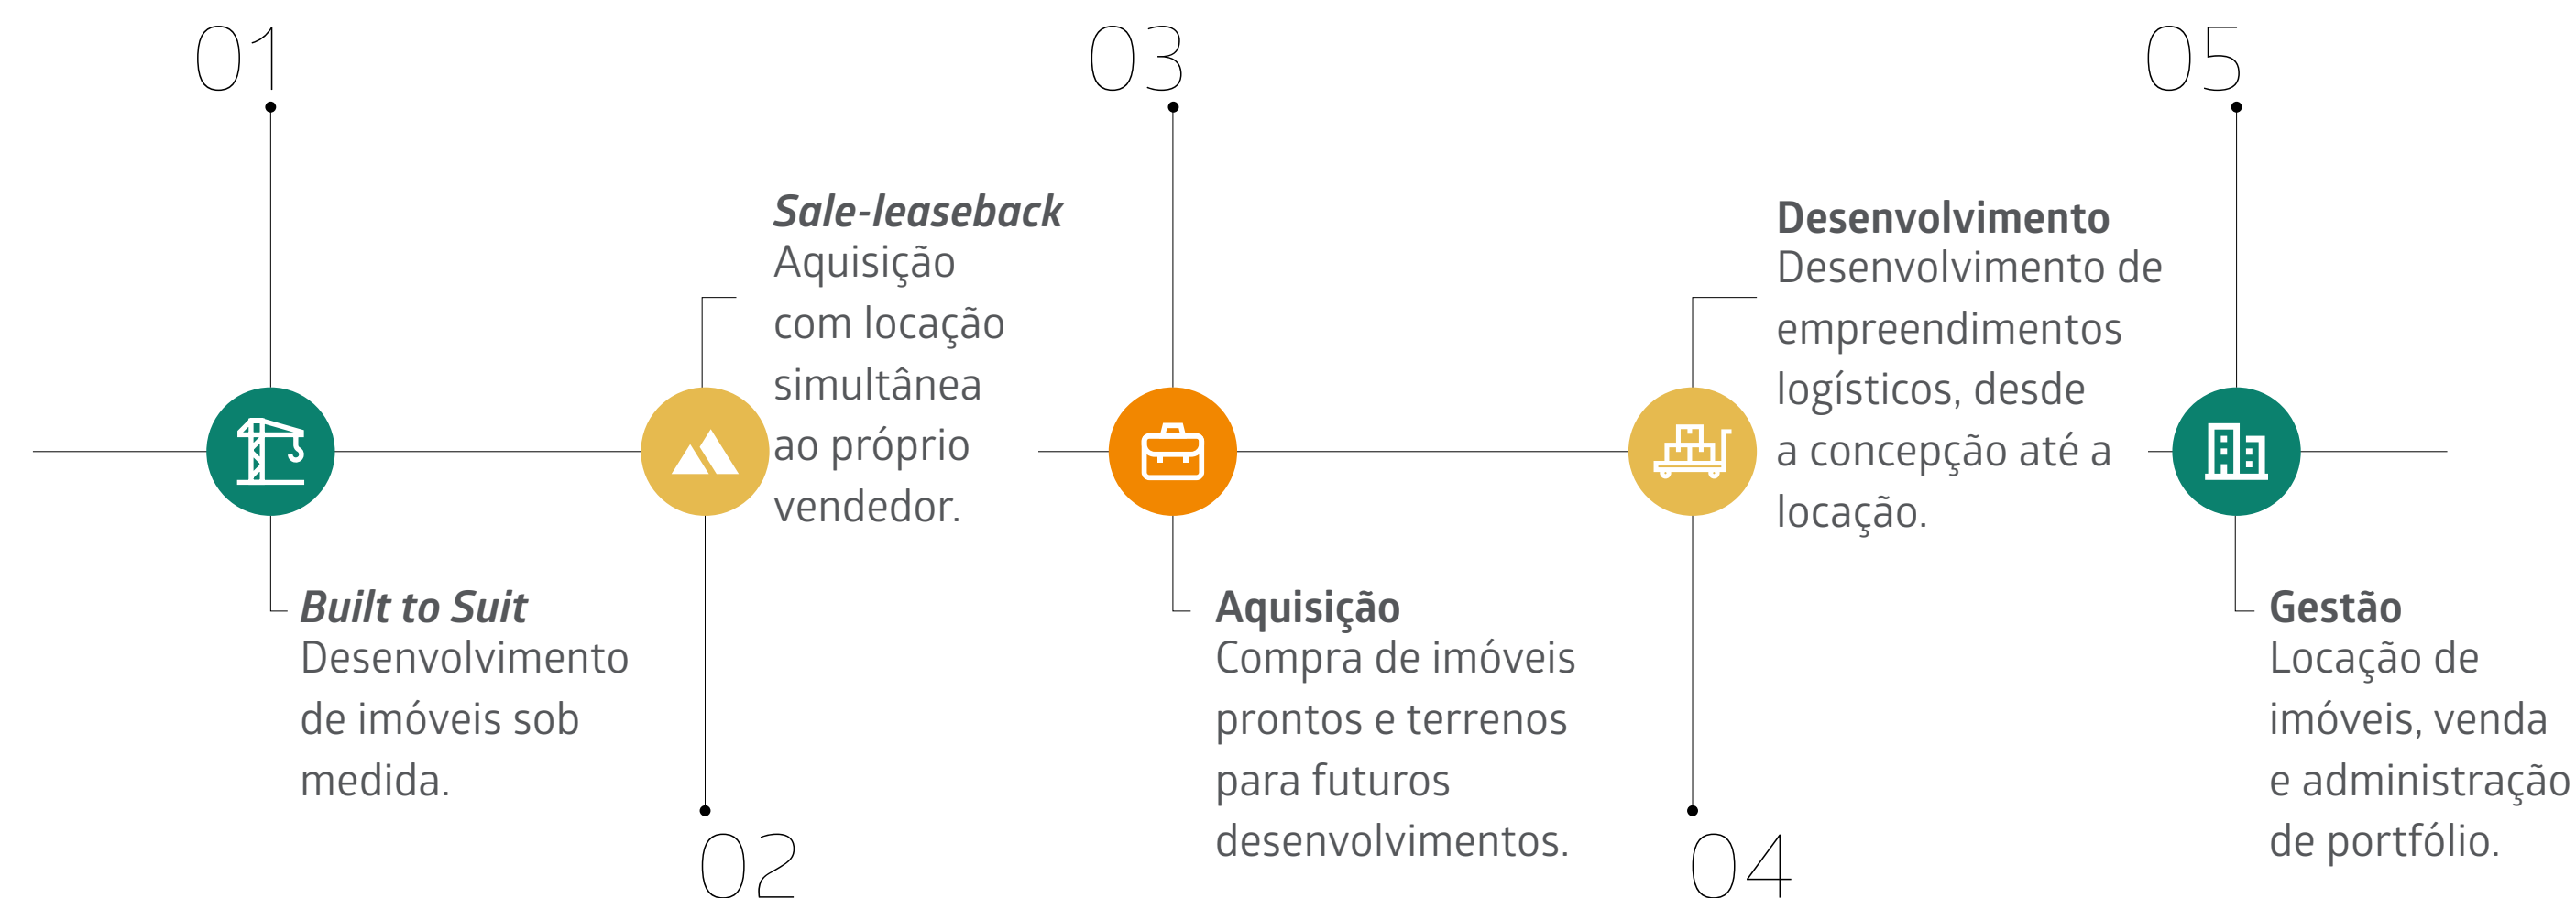 01
Built to Suit
Desenvolvimento
de imóveis sob
medida.
02
Sale-leaseback
Aquisição
com locação
simultânea
ao próprio
vendedor.
03
Aquisição
Compra de imóveis
prontos e terrenos
para futuros
desenvolvimentos.
04
Desenvolvimento
Desenvolvimento de
empreendimentos
logísticos, desde
a concepção até a
locação.
05
Gestão
Locação de
imóveis, venda
e administração
de portfólio.